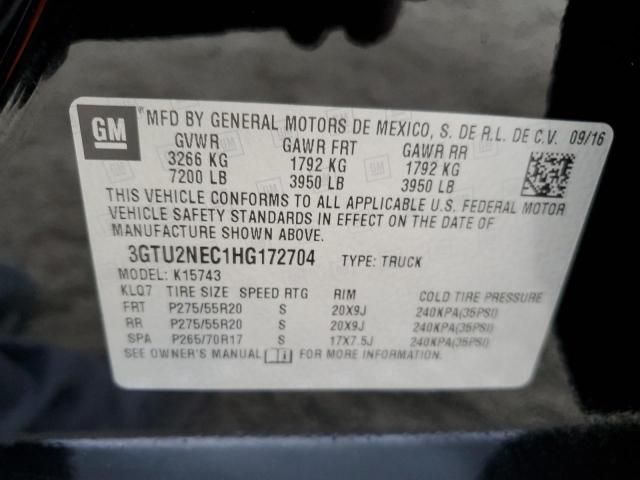 GM
MFD BY GENERAL MOTORS DE MEXICO, S. DE R.L. DE C.V. 09/16
GVWR GAWR FRT GAWR RR
3266 KG 1792 KG 1792 KG
7200 LB 3950 LB 3950 LB
THIS VEHICLE CONFORMS TO ALL APPLICABLE U.S. FEDERAL MOTOR
VEHICLE SAFETY STANDARDS IN EFFECT ON THE DATE OF
MANUFACTURE SHOWN ABOVE.
3GTU2NEC1HG172704 TYPE: TRUCK
MODEL: K15743
KLQ7 TIRE SIZE SPEED RTG RIM COLD TIRE PRESSURE
FRT P275/55R20 S 20X9J 240KPA(35PSI)
RR P275/55R20 S 20X9J 240KPA(35PSI)
SPA P265/70R17 S 17X7.5J 240KPA(35PSI)
SEE OWNER'S MANUAL i FOR MORE INFORMATION.